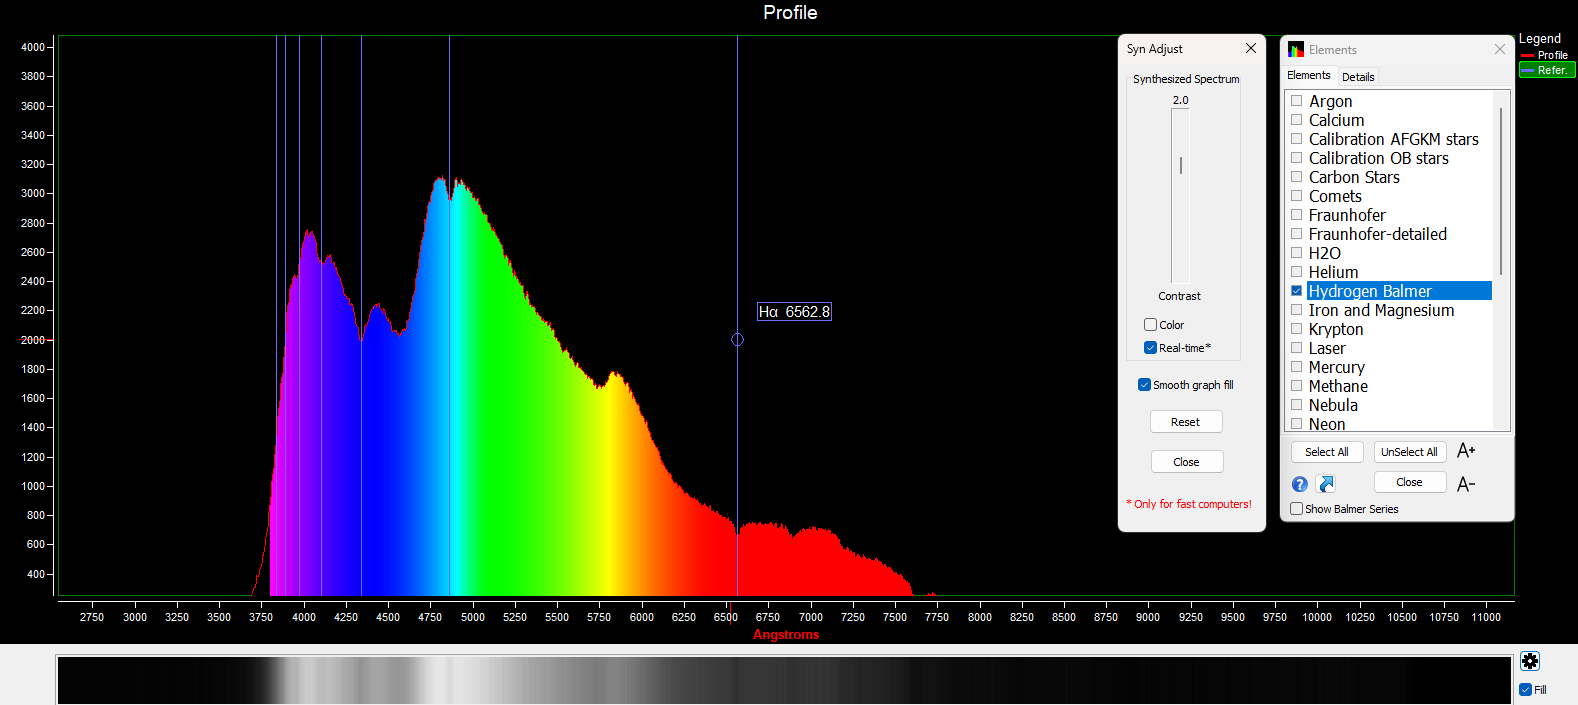 Profile
4000
3800
3600
3400
3200
3000
2800
2600
2400
2200
2000
1800
1600
1400
1200
1000
800
600
400
2750 3000 3250 3500 3750 4000 4250 4500 4750 5000 5250 5500 5750 6000 6250 6500 6750 7000 7250 7500 7750 8000 8250 8500 8750 9000 9250 9500 9750 10000 10250 10500 10750 11000
Angstroms
Hα 6562.8
Syn Adjust
Synthesized Spectrum
2.0
Contrast
Color
Real-time*
Smooth graph fill
Reset
Close
* Only for fast computers!
Elements
Elements Details
Argon
Calcium
Calibration AFGKM stars
Calibration OB stars
Carbon Stars
Comets
Fraunhofer
Fraunhofer-detailed
H2O
Helium
Hydrogen Balmer
Iron and Magnesium
Krypton
Laser
Mercury
Methane
Nebula
Neon
Select All UnSelect All A+
? Close A-
Show Balmer Series
Legend
Profile
Refer.
Fill